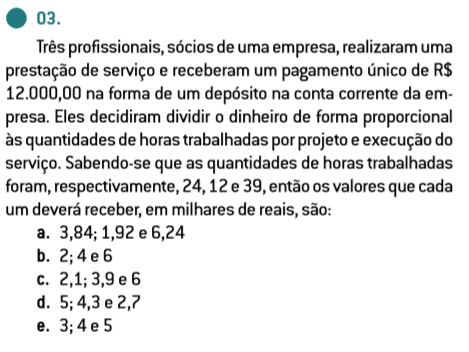 03.
Três profissionais, sócios de uma empresa, realizaram uma
prestação de serviço e receberam um pagamento único de R$
12.000,00 na forma de um depósito na conta corrente da em-
presa. Eles decidiram dividir o dinheiro de forma proporcional
às quantidades de horas trabalhadas por projeto e execução do
serviço. Sabendo-se que as quantidades de horas trabalhadas
foram, respectivamente, 24, 12 e 39, então os valores que cada
um deverá receber, em milhares de reais, são:
a. 3,84; 1,92 e 6,24
b. 2; 4 e 6
c. 2,1; 3,9 e 6
d. 5; 4,3 e 2,7
e. 3; 4 e 5